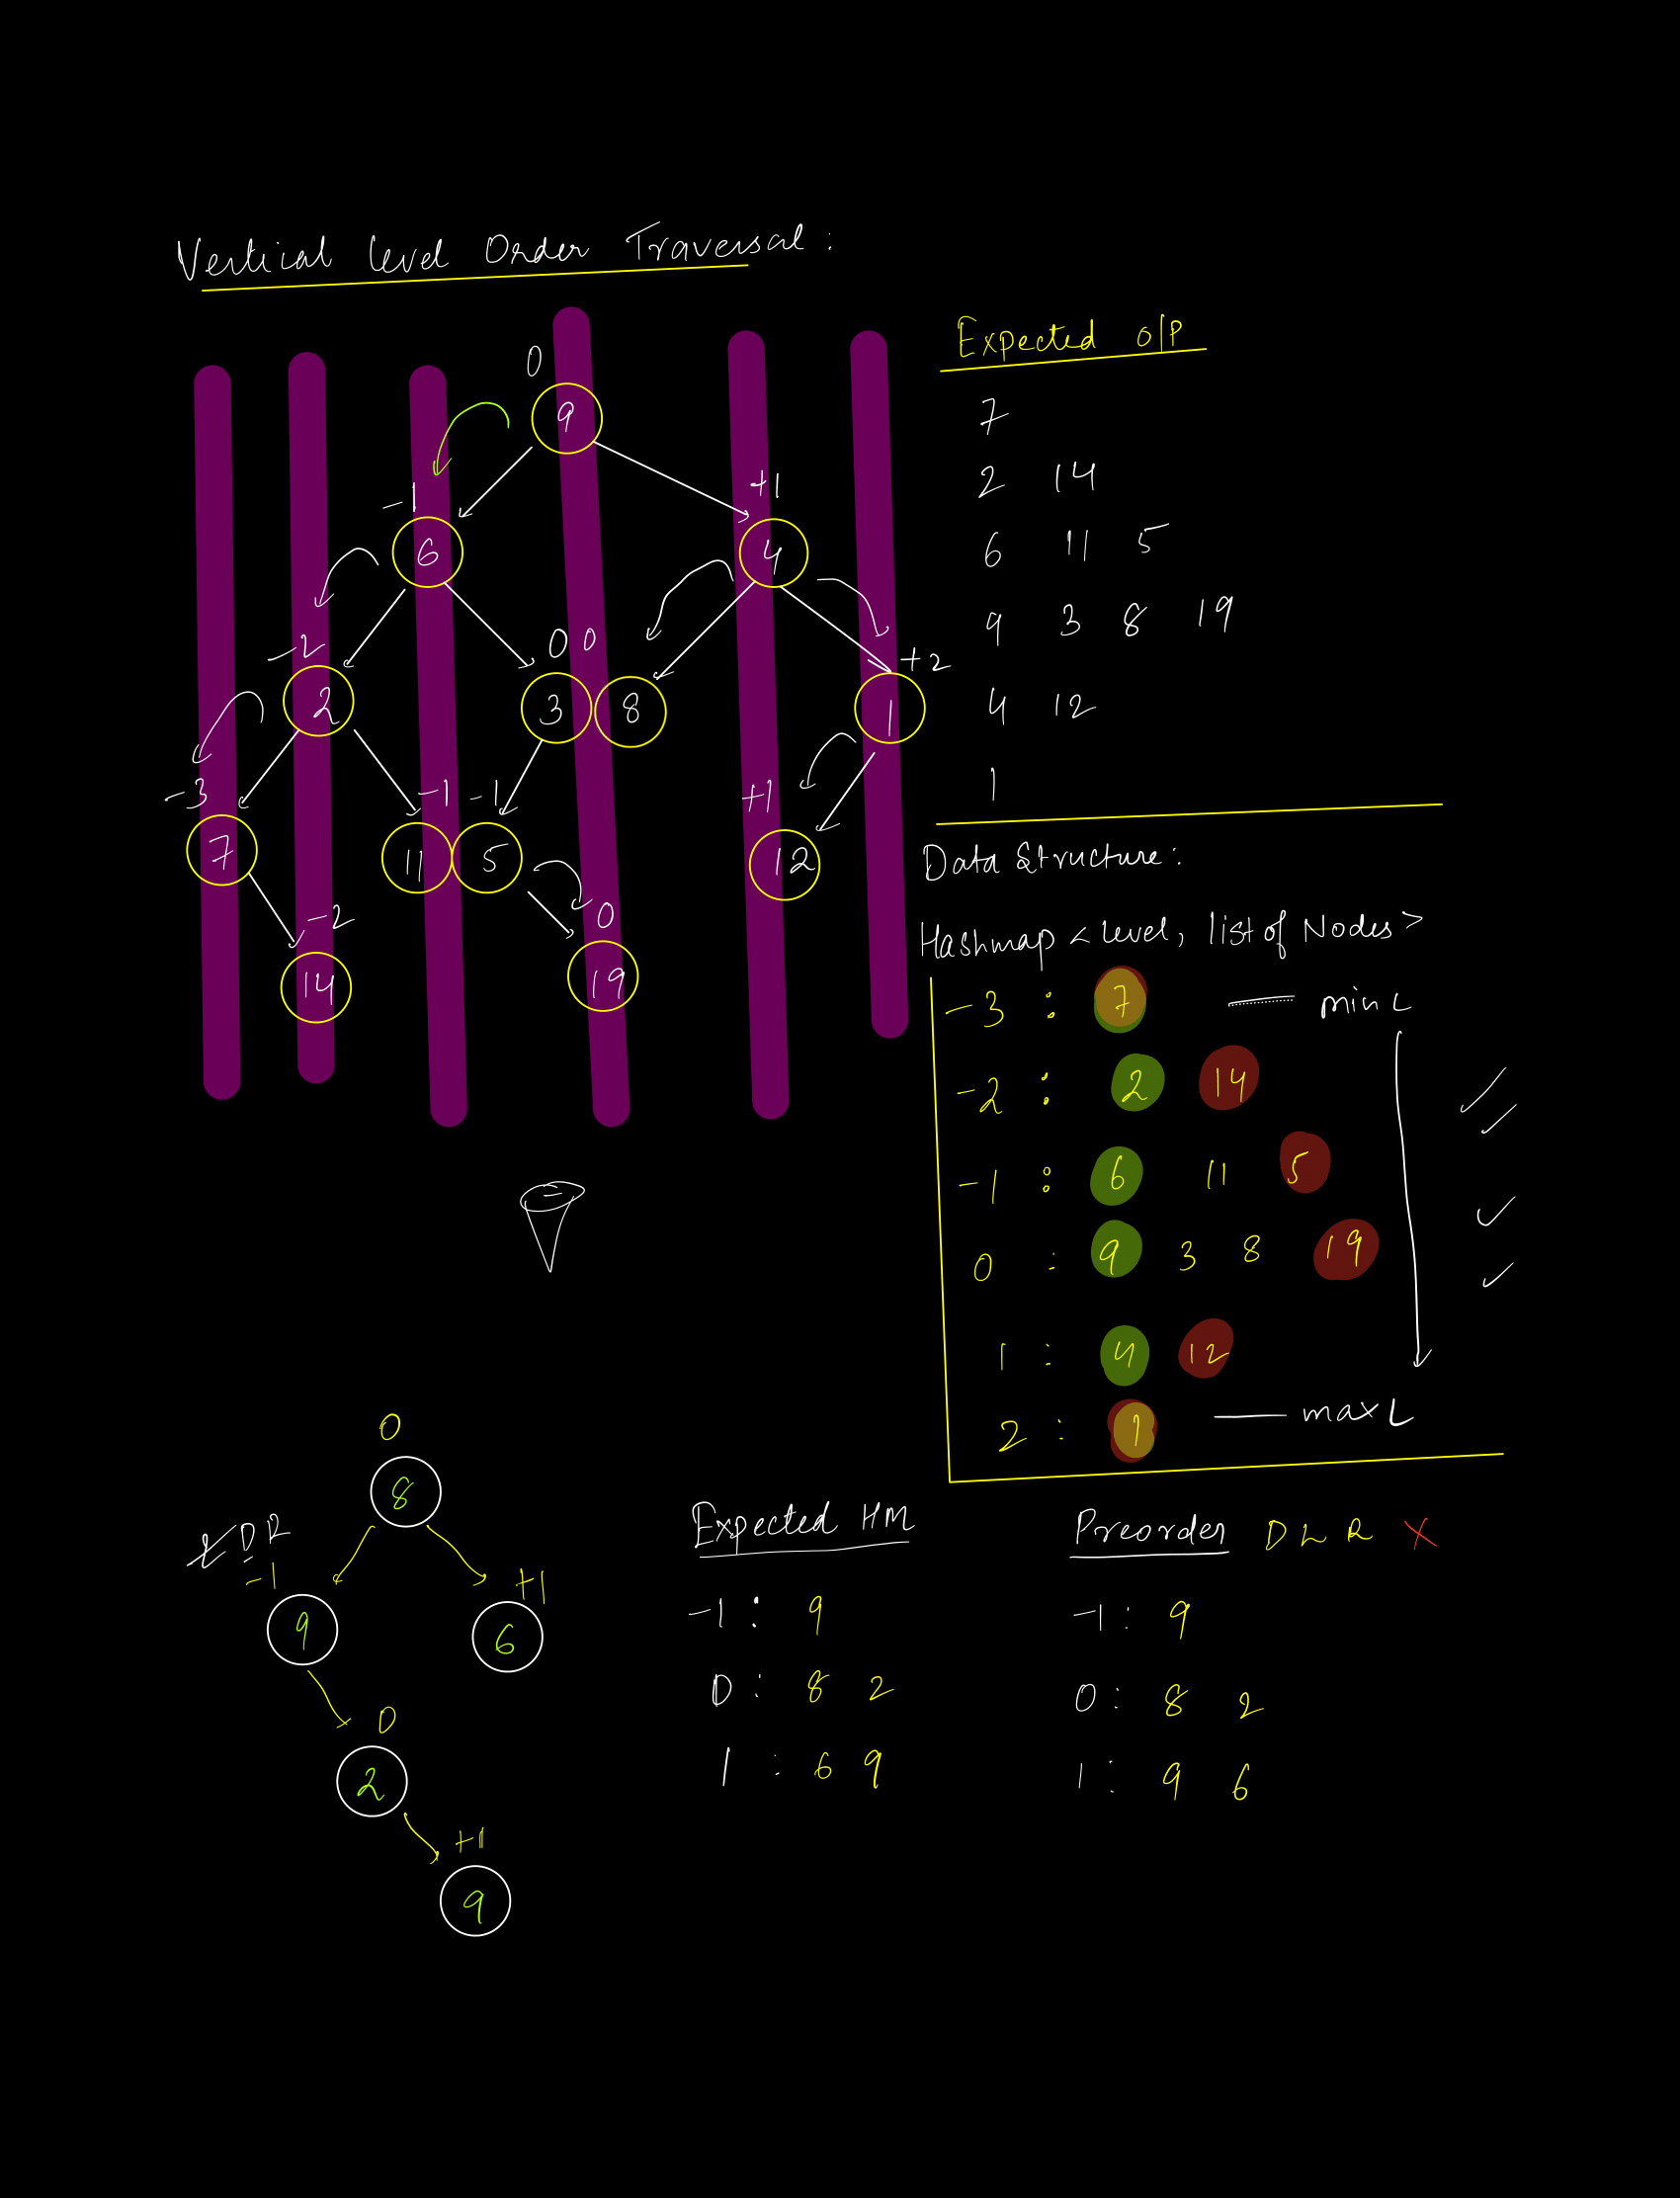 Vertical level Order Traversal :
0
9
-1
+1
6
4
-2
0 0
+2
2
3
8
1
-3
-1
-1
+1
7
11
5
12
-2
0
14
19
Expected O/P
7
2 14
6 11 5
9 3 8 19
4 12
1
Data Structure :
Hashmap < level, list of Nodes >
-3 : 7 min L
-2 : 2 14
-1 : 6 11 5
0 : 9 3 8 19
1 : 4 12
2 : 1 max L
0
8
L D R
-1
+1
9
6
0
2
+1
9
Expected HM
-1 : 9
0 : 8 2
1 : 6 9
Preorder D L R X
-1 : 9
0 : 8 2
1 : 9 6